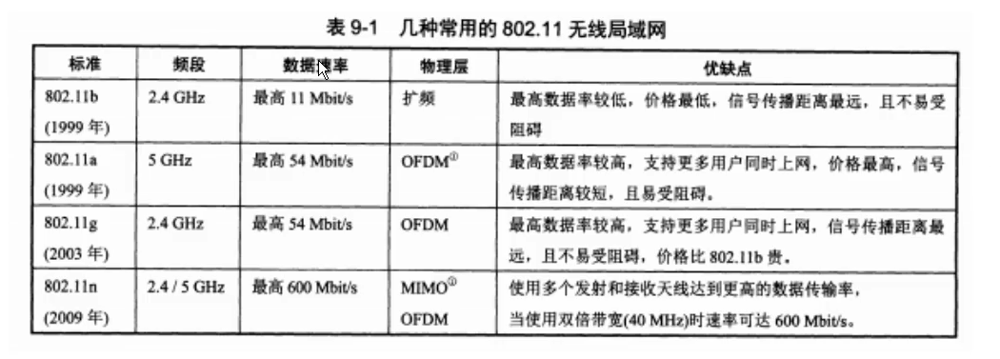 表 9-1 几种常用的 802.11 无线局域网
标准 频段 数据速率 物理层 优缺点
802.11b 2.4 GHz 最高 11 Mbit/s 扩频 最高数据率较低，价格最低，信号传播距离最远，且不易受
(1999 年) 阻碍
802.11a 5 GHz 最高 54 Mbit/s OFDM① 最高数据率较高，支持更多用户同时上网，价格最高，信号
(1999 年) 传播距离较短，且易受阻碍。
802.11g 2.4 GHz 最高 54 Mbit/s OFDM 最高数据率较高，支持更多用户同时上网，信号传播距离最
(2003 年) 远，且不易受阻碍，价格比 802.11b 贵。
802.11n 2.4 / 5 GHz 最高 600 Mbit/s MIMO① 使用多个发射和接收天线达到更高的数据传输率，
(2009 年) OFDM 当使用双倍带宽(40 MHz)时速率可达 600 Mbit/s。